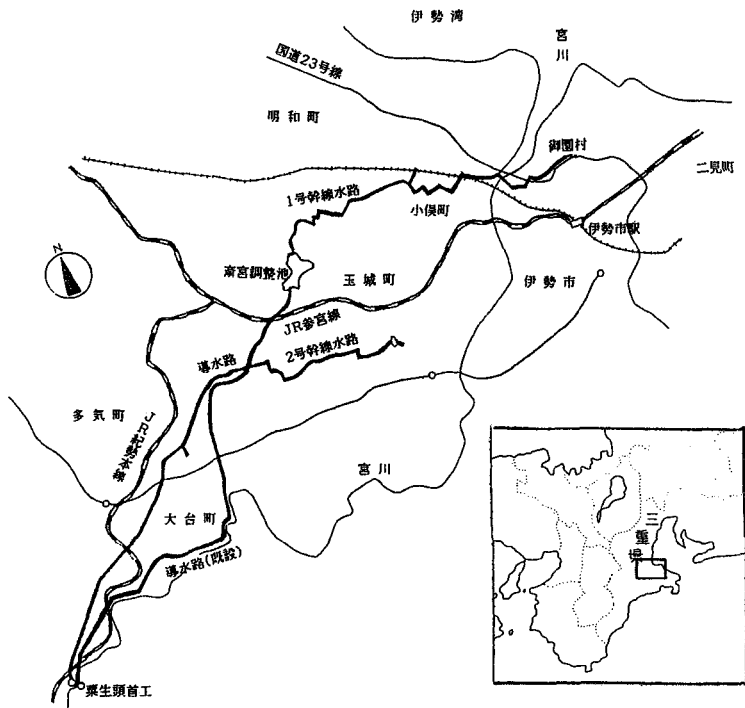 伊勢湾
宮川
国道23号線
明和町
御薗村
二見町
1号幹線水路
小俣町
伊勢市駅
N
斎宮調整池
玉城町
伊勢市
JR参宮線
導水路
2号幹線水路
多気町
JR紀勢本線
宮川
大台町
三重県
導水路(既設)
粟生頭首工